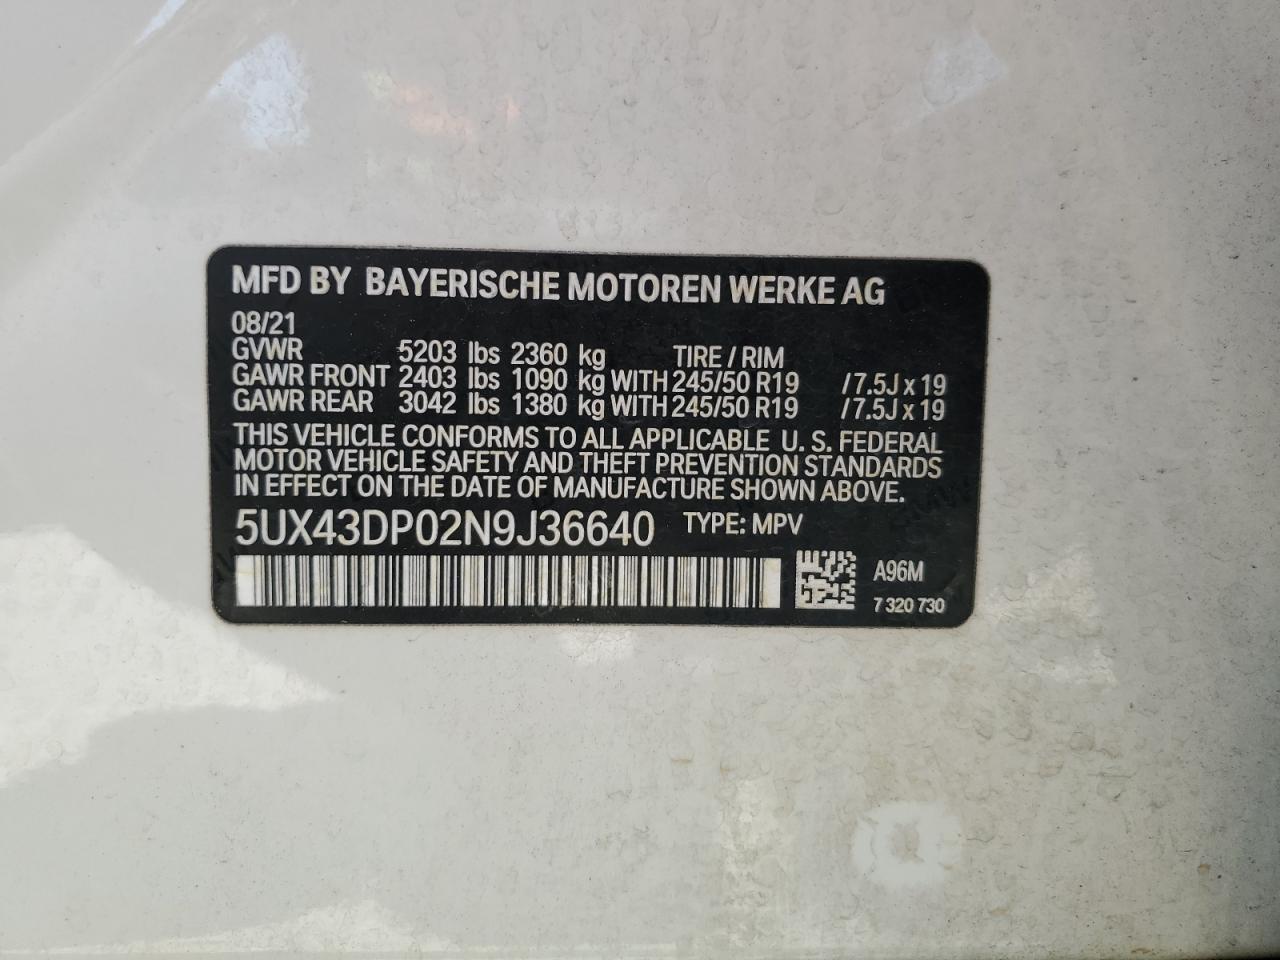 MFD BY BAYERISCHE MOTOREN WERKE AG
08/21
GVWR 5203 lbs 2360 kg TIRE / RIM
GAWR FRONT 2403 lbs 1090 kg WITH 245/50 R19 /7.5J x 19
GAWR REAR 3042 lbs 1380 kg WITH 245/50 R19 /7.5J x 19
THIS VEHICLE CONFORMS TO ALL APPLICABLE U. S. FEDERAL
MOTOR VEHICLE SAFETY AND THEFT PREVENTION STANDARDS
IN EFFECT ON THE DATE OF MANUFACTURE SHOWN ABOVE.
5UX43DP02N9J36640 TYPE: MPV
A96M
7 320 730